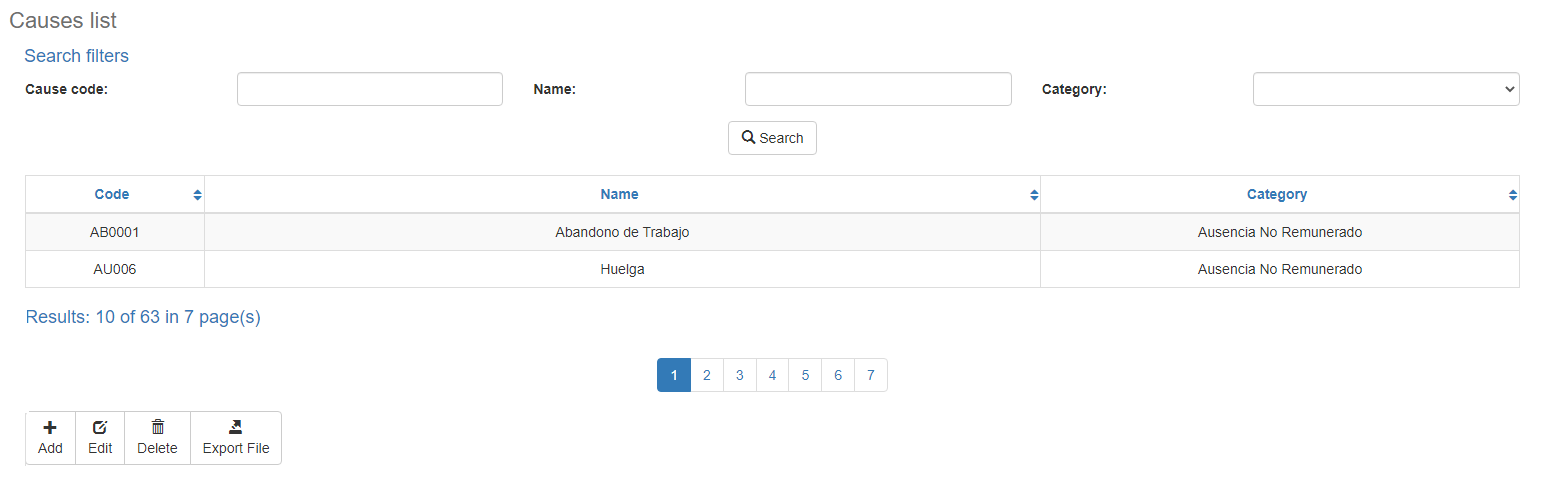 Causes list
Search filters
Cause code: Name: Category:
Search
Code Name Category
AB0001 Abandono de Trabajo Ausencia No Remunerado
AU006 Huelga Ausencia No Remunerado
Results: 10 of 63 in 7 page(s)
1 2 3 4 5 6 7
Add Edit Delete Export File